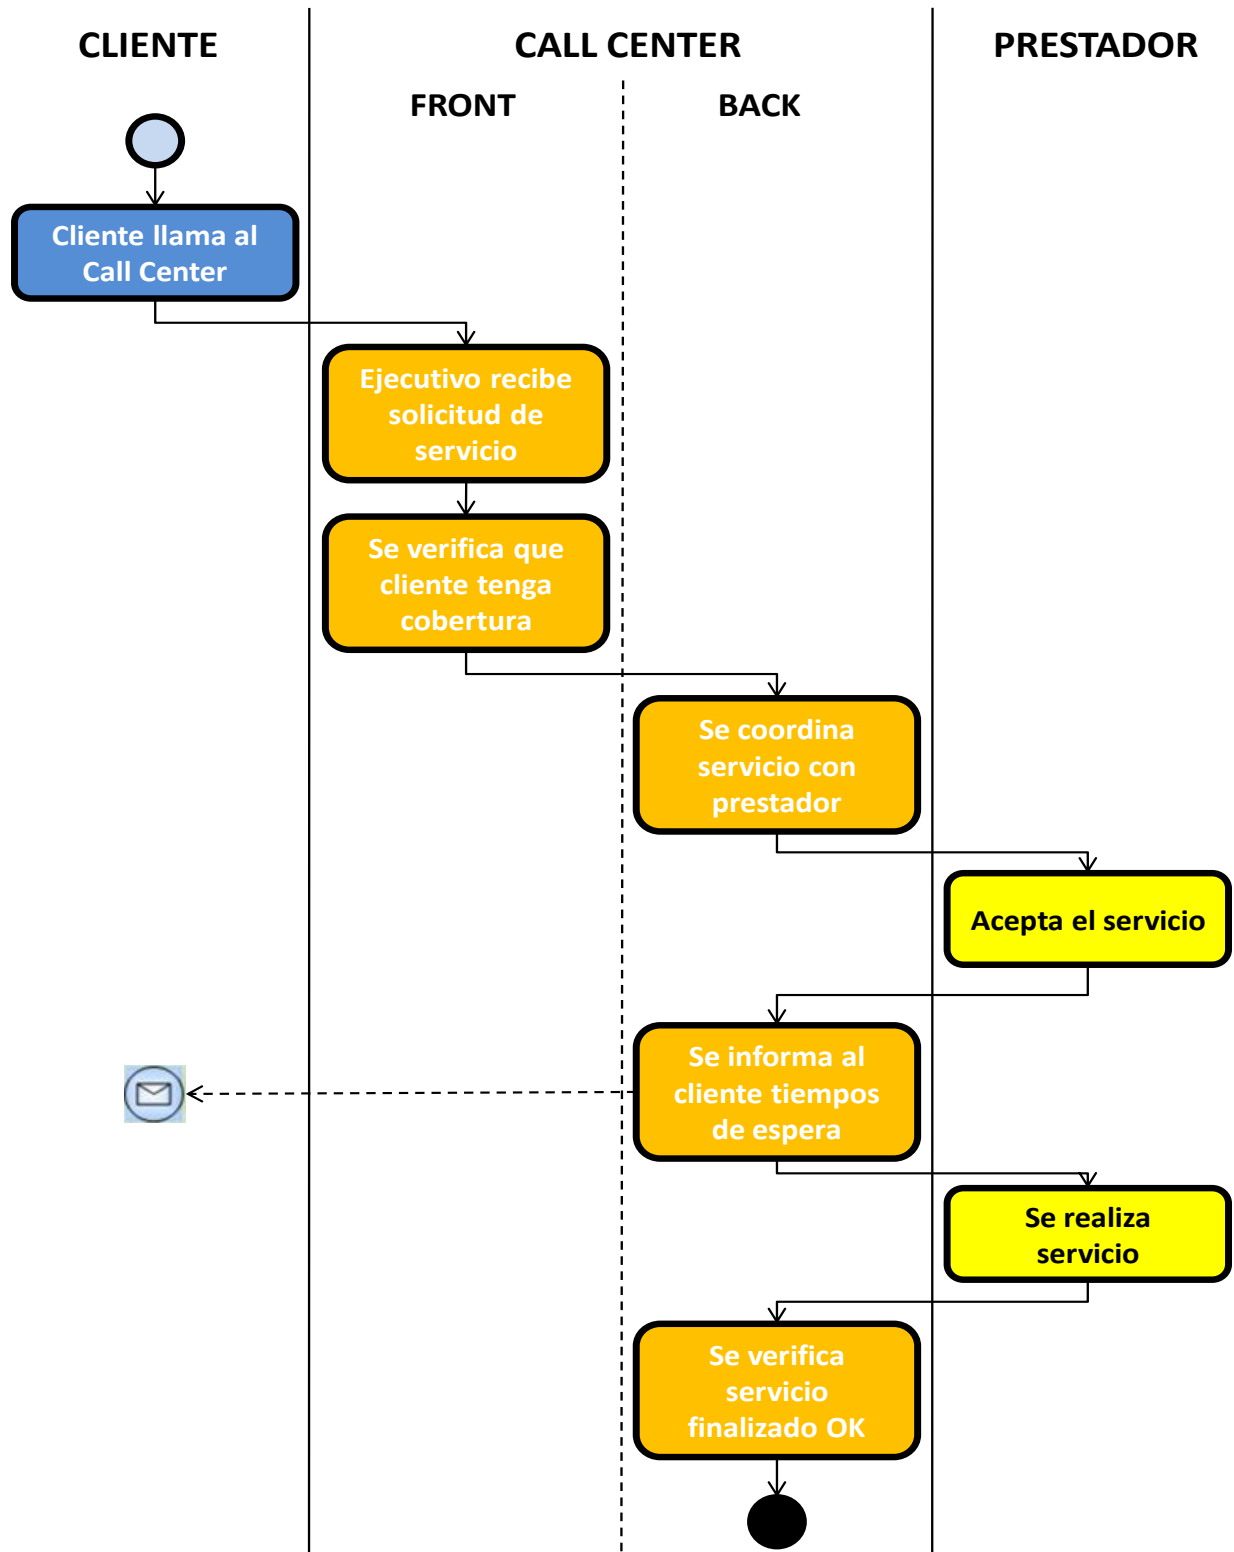 CLIENTE
CALL CENTER
PRESTADOR
FRONT
BACK
Cliente llama al
Call Center
Ejecutivo recibe
solicitud de
servicio
Se verifica que
cliente tenga
cobertura
Se coordina
servicio con
prestador
Acepta el servicio
Se informa al
cliente tiempos
de espera
Se realiza
servicio
Se verifica
servicio
finalizado OK